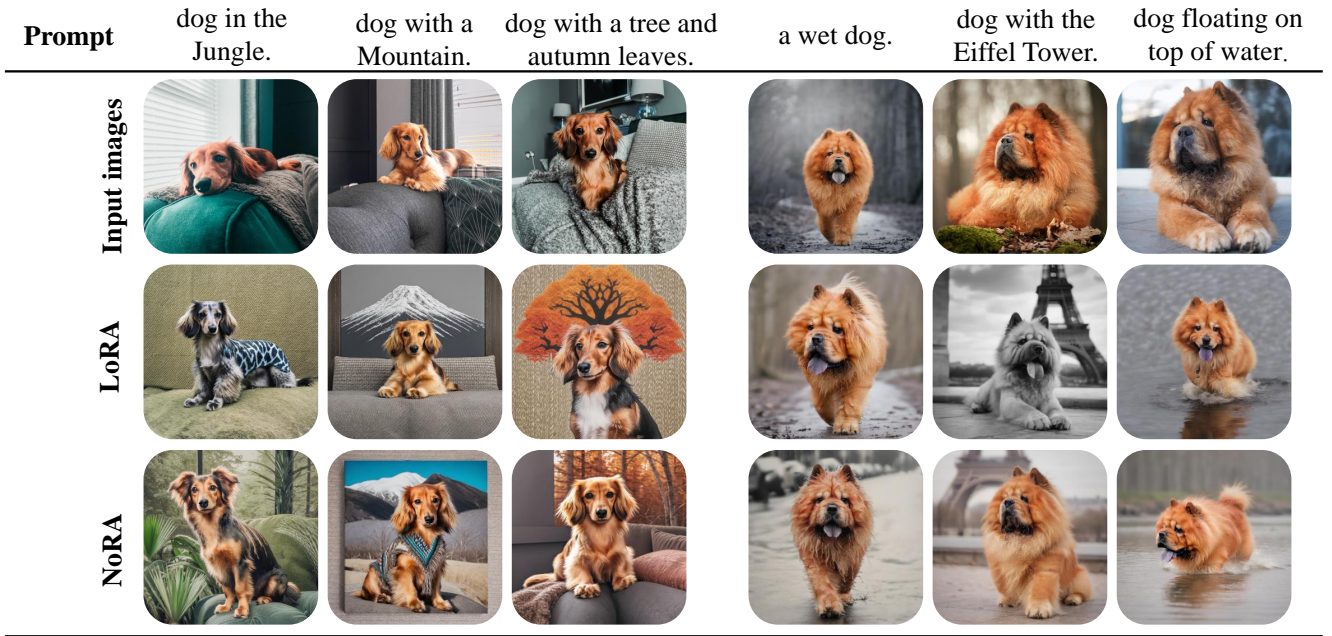 Prompt
dog in the
Jungle.
dog with a
Mountain.
dog with a tree and
autumn leaves.
a wet dog.
dog with the
Eiffel Tower.
dog floating on
top of water.
Input images
LoRA
NoRA